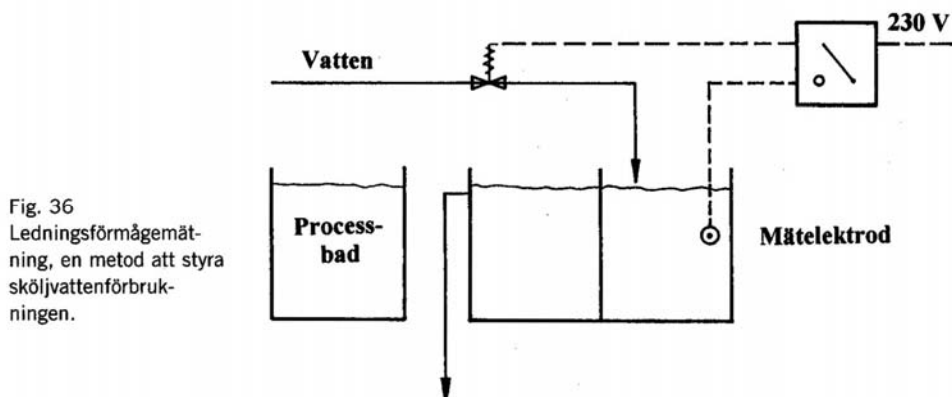 230 V
Vatten
Process-
bad
Mätelektrod
Fig. 36
Ledningsförmågemät-
ning, en metod att styra
sköljvattenförbruk-
ningen.